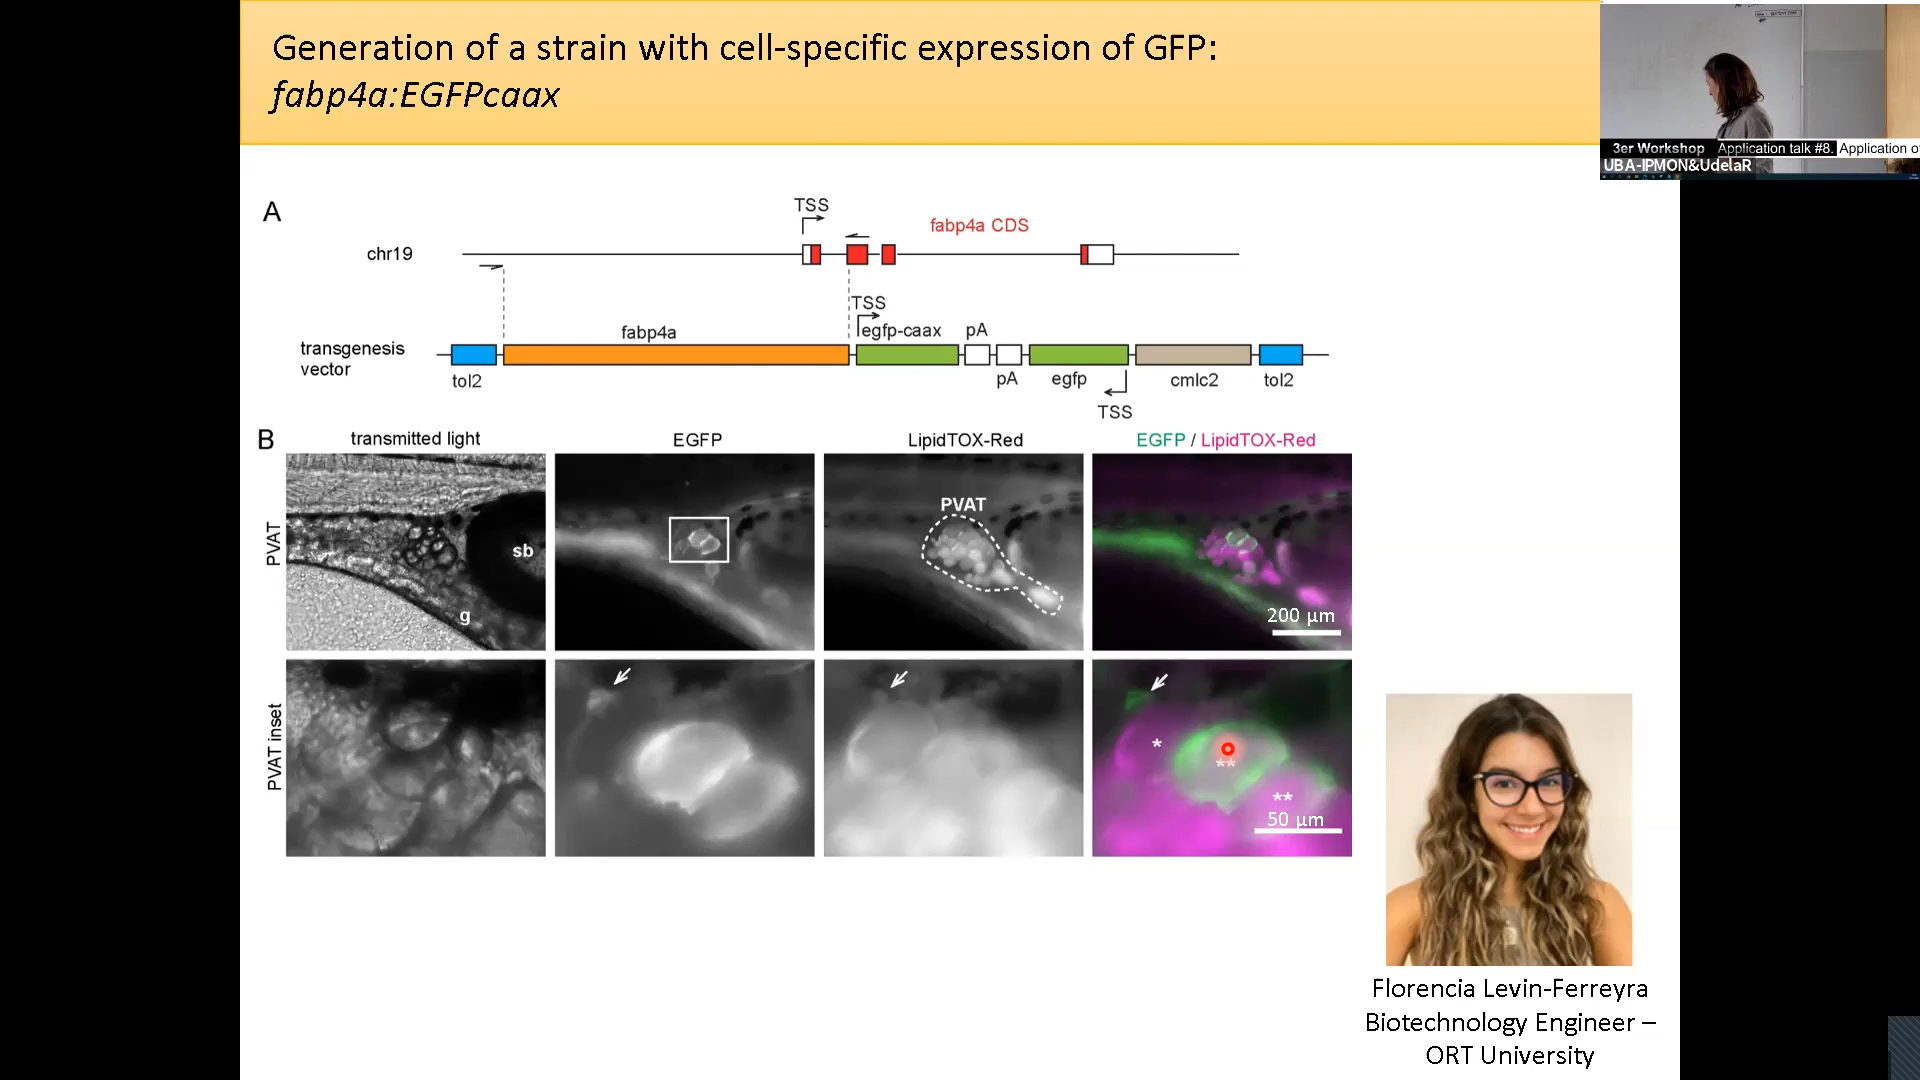 Generation of a strain with cell-specific expression of GFP:
fabp4a:EGFPcaax
3er Workshop Application talk #8. Application o
UBA-IPMON&UdelaR
A
TSS
fabp4a CDS
chr19
TSS
fabp4a
egfp-caax
pA
transgenesis
vector
tol2
pA
egfp
cmlc2
tol2
TSS
B
transmitted light
EGFP
LipidTOX-Red
EGFP / LipidTOX-Red
PVAT
sb
g
PVAT
200 µm
PVAT inset
*
**
**
50 µm
Florencia Levin-Ferreyra
Biotechnology Engineer –
ORT University